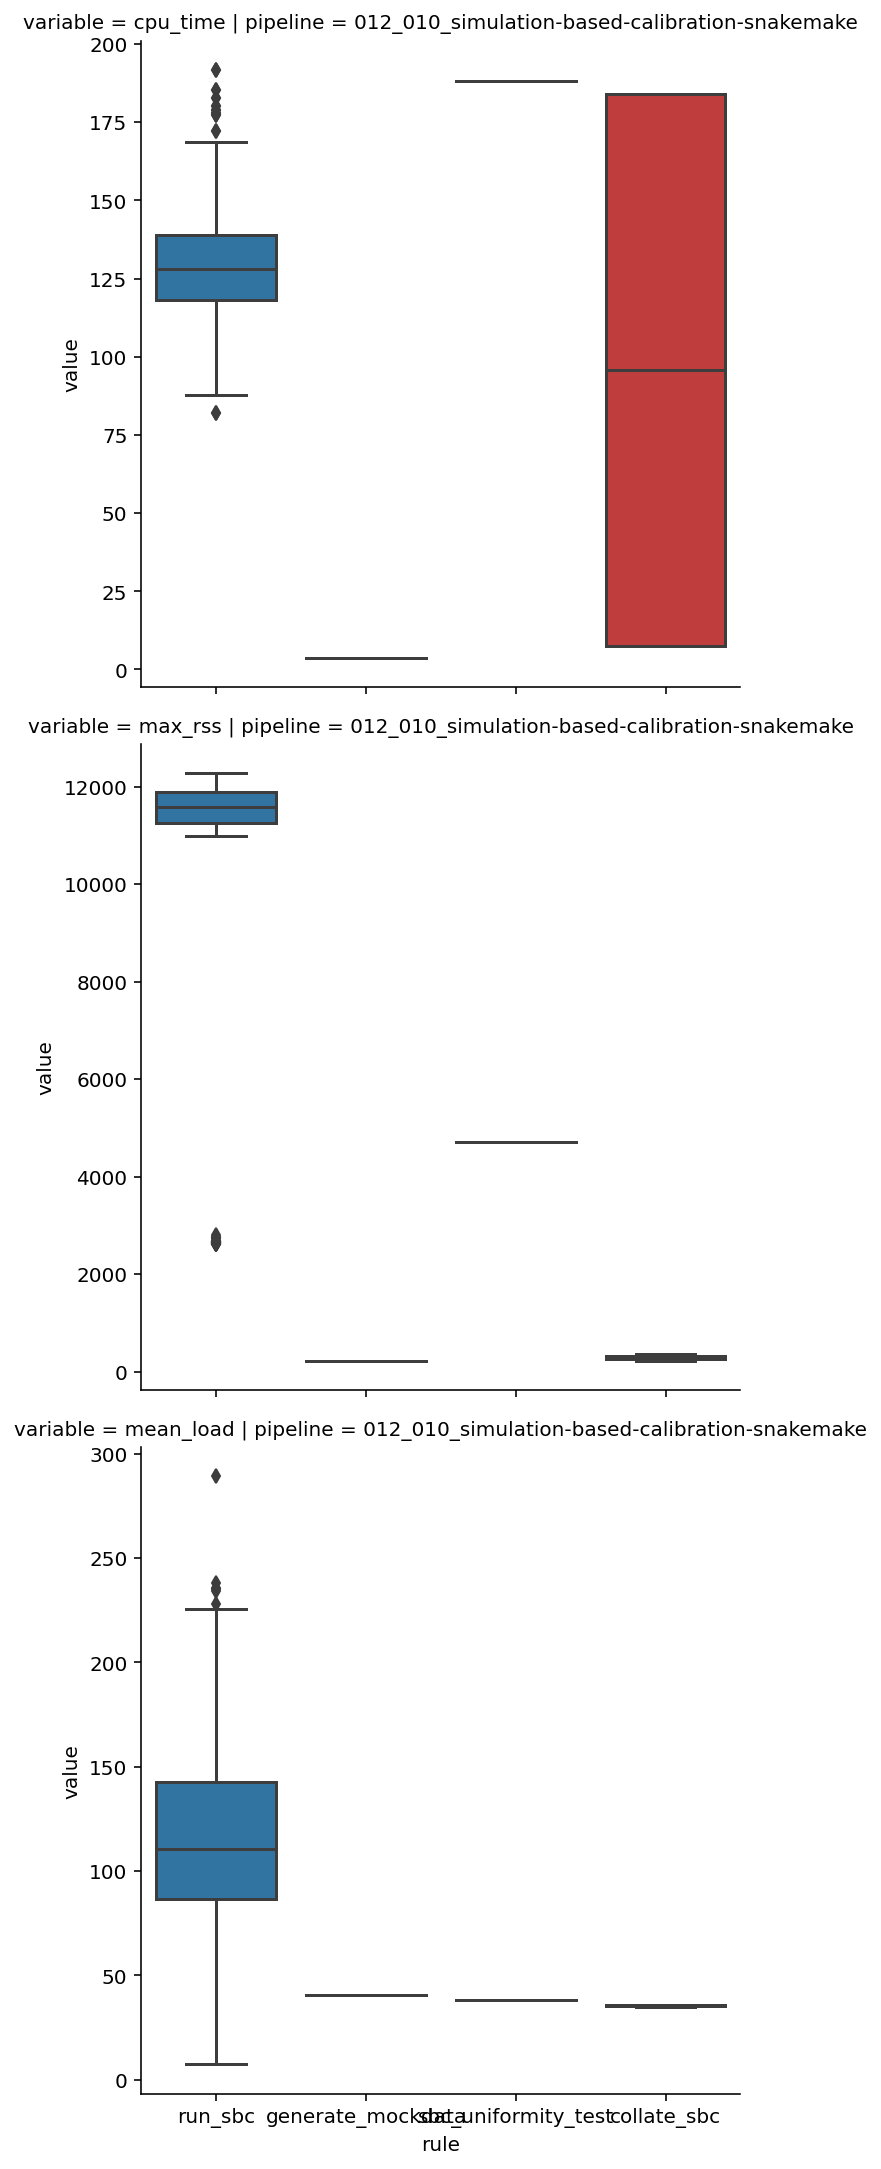 variable = cpu_time | pipeline = 012_010_simulation-based-calibration-snakemake
200
175
150
125
100
75
50
25
0
value
variable = max_rss | pipeline = 012_010_simulation-based-calibration-snakemake
12000
10000
8000
6000
4000
2000
0
value
variable = mean_load | pipeline = 012_010_simulation-based-calibration-snakemake
300
250
200
150
100
50
0
value
run_sbc generate_mockdata sbc_uniformity_test collate_sbc
rule